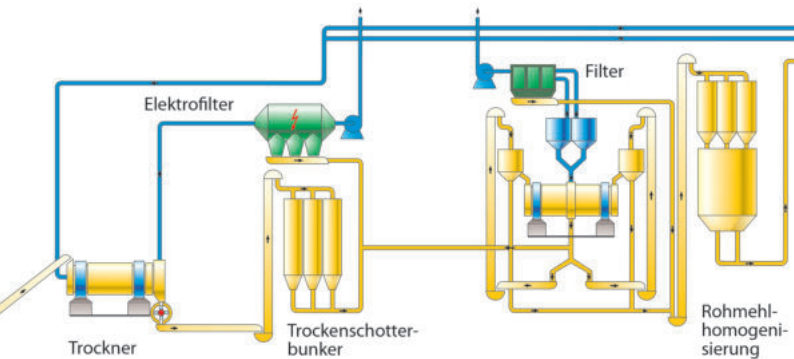 Elektrofilter
Filter
Trockner
Trockenschotter-
bunker
Rohmehl-
homogeni-
sierung